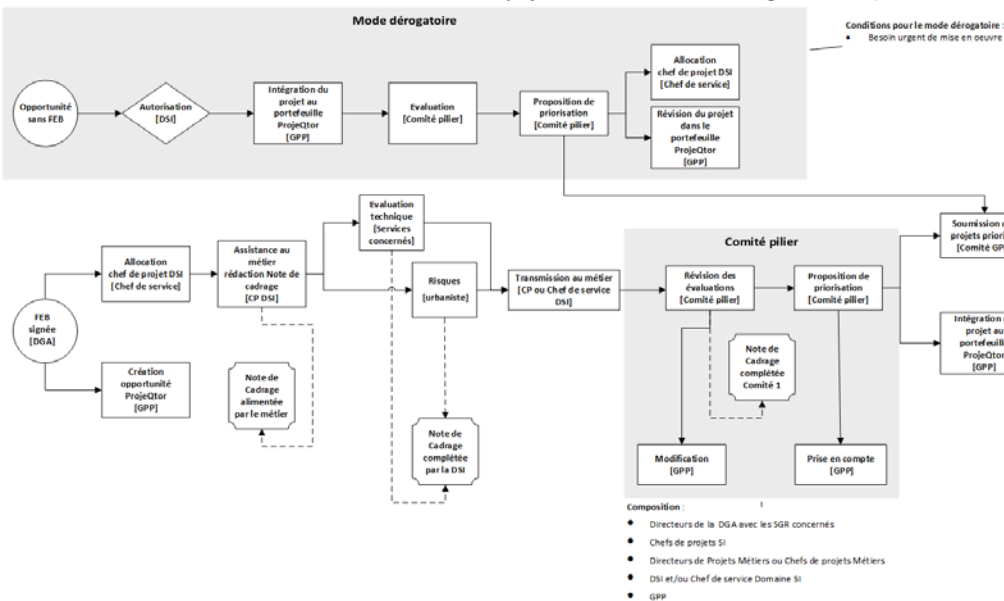 Mode dérogatoire
Conditions pour le mode dérogatoire :
Besoin urgent de mise en oeuvre
Opportunité
sans FEB
Autorisation
[DSI]
Intégration du
projet au
portefeuille
ProjeQtor
[GPP]
Evaluation
[Comité pilier]
Proposition de
priorisation
[Comité pilier]
Allocation
chef de projet DSI
[Chef de service]
Révision du projet
dans le
portefeuille
ProjeQtor
[GPP]
FEB
signée
[DGA]
Allocation
chef de projet DSI
[Chef de service]
Création
opportunité
ProjeQtor
[GPP]
Assistance au
métier
rédaction Note de
cadrage
[CP DSI]
Note de
Cadrage
alimentée
par le métier
Evaluation
technique
[Services
concernés]
Risques
[urbaniste]
Note de
Cadrage
complétée
par la DSI
Transmission au métier
[CP ou Chef de service
DSI]
Comité pilier
Révision des
évaluations
[Comité pilier]
Proposition de
priorisation
[Comité pilier]
Note de
Cadrage
complétée
Comité 1
Modification
[GPP]
Prise en compte
[GPP]
Soumission
projets
[Comité
Intégration
projet au
ProjeQtor
[GPP]
Composition :
Directeurs de la DGA avec les SGR concernés
Chefs de projets SI
Directeurs de Projets Métiers ou Chefs de projets Métiers
DSI et/ou Chef de service Domaine SI
GPP